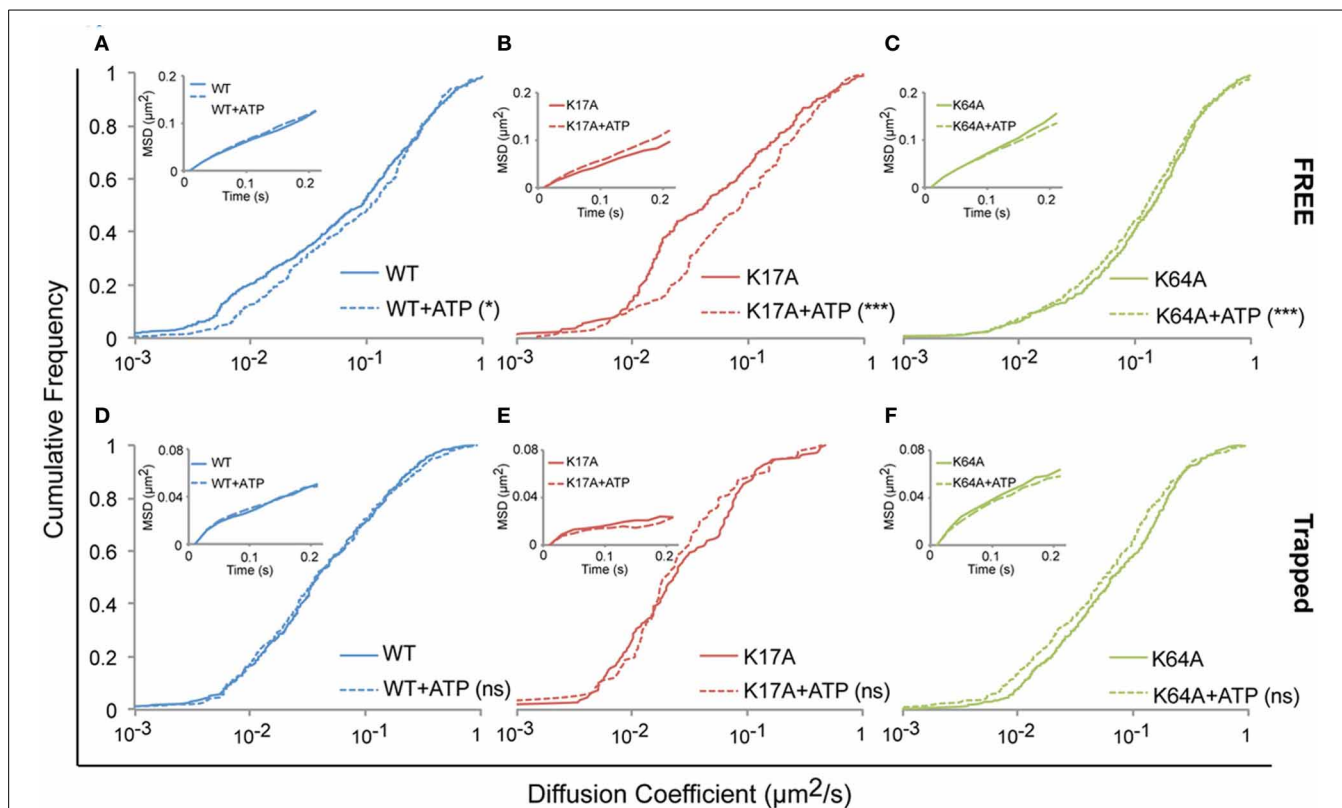 A
B
C
1
0.8
0.6
0.4
0.2
0
0.2
0.1
0
MSD (µm²)
0.1
0.2
Time (s)
WT
WT+ATP
WT
WT+ATP (*)
10⁻³
10⁻²
10⁻¹
1
0.2
0.1
0
MSD (µm²)
0.1
0.2
Time (s)
K17A
K17A+ATP
K17A
K17A+ATP (***)
10⁻³
10⁻²
10⁻¹
1
0.2
0.1
0
MSD (µm²)
0.1
0.2
Time (s)
K64A
K64A+ATP
K64A
K64A+ATP (***)
10⁻³
10⁻²
10⁻¹
1
FREE
Cumulative Frequency
D
E
F
1
0.8
0.6
0.4
0.2
0
0.08
0.04
0
MSD (µm²)
0.1
0.2
Time (s)
WT
WT+ATP
WT
WT+ATP (ns)
10⁻³
10⁻²
10⁻¹
1
0.08
0.04
0
MSD (µm²)
0
0.1
0.2
Time (s)
K17A
K17A+ATP
K17A
K17A+ATP (ns)
10⁻³
10⁻²
10⁻¹
1
0.08
0.04
0
MSD (µm²)
0
0.1
0.2
Time (s)
K64A
K64A+ATP
K64A
K64A+ATP (ns)
10⁻³
10⁻²
10⁻¹
1
Trapped
Diffusion Coefficient (µm²/s)